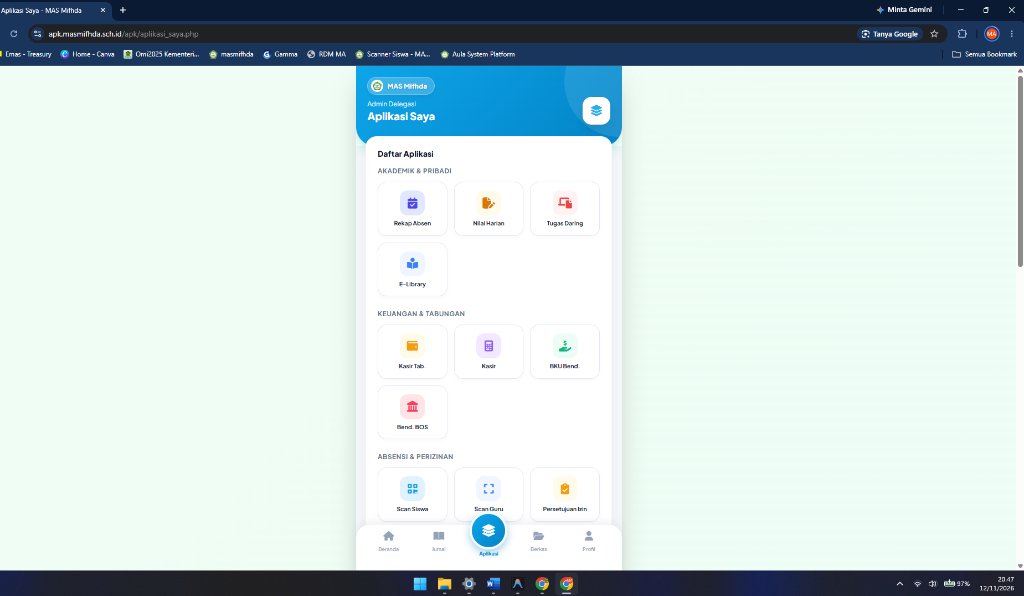 Aplikasi Saya - MAS Mifhda
Minta Gemini
apk.masmifhda.sch.id/apk/aplikasi_saya.php
Tanya Google
MA
Emas - Treasury
Home - Canva
Omi2025 Kementeri...
masmifhda
Gamma
RDM MA
Scanner Siswa - MA...
Aula System Platform
Semua Bookmark
MAS Mifhda
Admin Delegasi
Aplikasi Saya
Daftar Aplikasi
AKADEMIK & PRIBADI
Rekap Absen
Nilai Harian
Tugas Daring
E-Library
KEUANGAN & TABUNGAN
Kasir Tab
Kasir
BKU Bend
Bend. BOS
ABSENSI & PERIZINAN
Scan Siswa
Scan Guru
Persetujuan Izin
Beranda
Jurnal
Aplikasi
Berkas
Profil
97%
20.47
12/11/2026